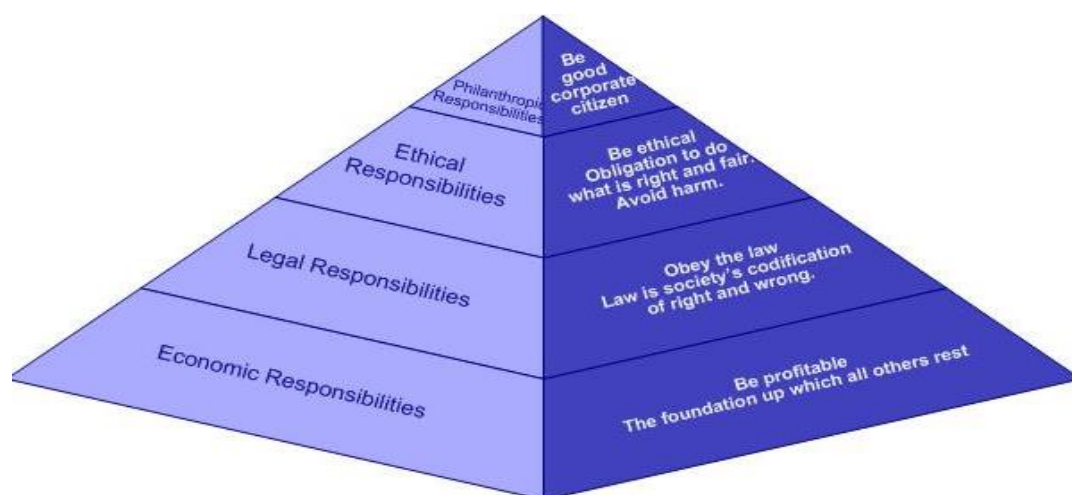 Philanthropic
Responsibilities
Be
good
corporate
citizen
Ethical
Responsibilities
Be ethical
Obligation to do
what is right and fair.
Avoid harm.
Legal Responsibilities
Obey the law
Law is society's codification
of right and wrong.
Economic Responsibilities
Be profitable
The foundation up which all others rest